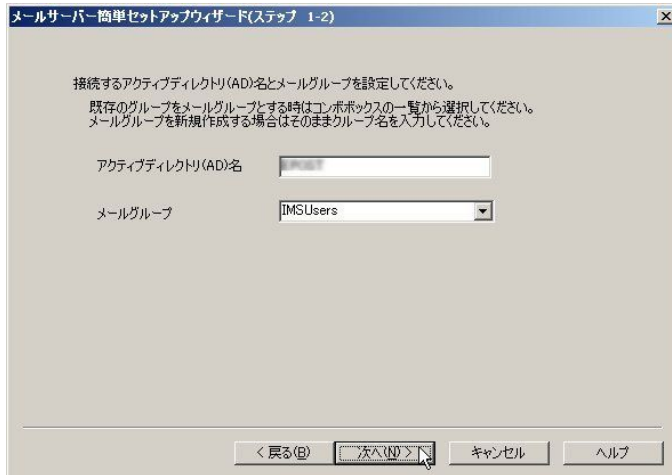 メールサーバー簡単セットアップウィザード(ステップ 1-2)
接続するアクティブディレクトリ(AD)名とメールグループを設定してください。
既存のグループをメールグループとする時はコンボボックスの一覧から選択してください。
メールグループを新規作成する場合はそのままグループ名を入力してください。
アクティブディレクトリ(AD)名
メールグループ IMSUsers
< 戻る(B) 次へ(N) > キャンセル ヘルプ